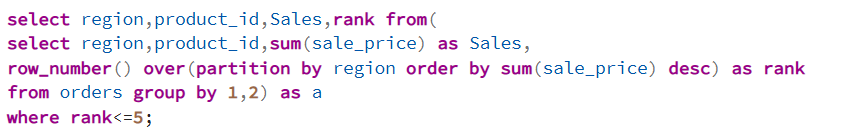 select region,product_id,Sales,rank from(
select region,product_id,sum(sale_price) as Sales,
row_number() over(partition by region order by sum(sale_price) desc) as rank
from orders group by 1,2) as a
where rank<=5;